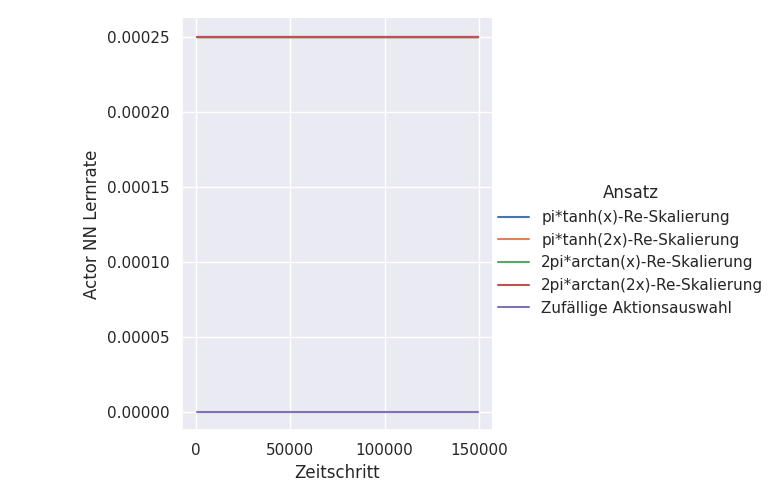 0.00025
0.00020
0.00015
0.00010
0.00005
0.00000
Actor NN Lernrate
0 50000 100000 150000
Zeitschritt
Ansatz
pi*tanh(x)-Re-Skalierung
pi*tanh(2x)-Re-Skalierung
2pi*arctan(x)-Re-Skalierung
2pi*arctan(2x)-Re-Skalierung
Zufällige Aktionsauswahl